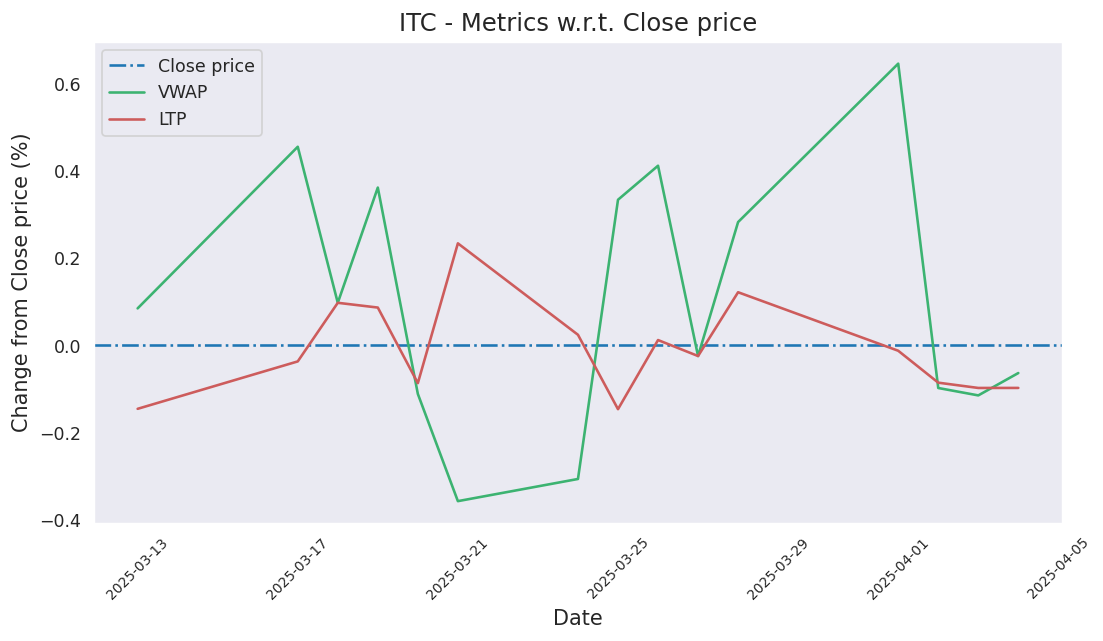 ITC - Metrics w.r.t. Close price
Close price
VWAP
LTP
Change from Close price (%)
0.6
0.4
0.2
0.0
−0.2
−0.4
2025-03-13
2025-03-17
2025-03-21
2025-03-25
2025-03-29
2025-04-01
2025-04-05
Date